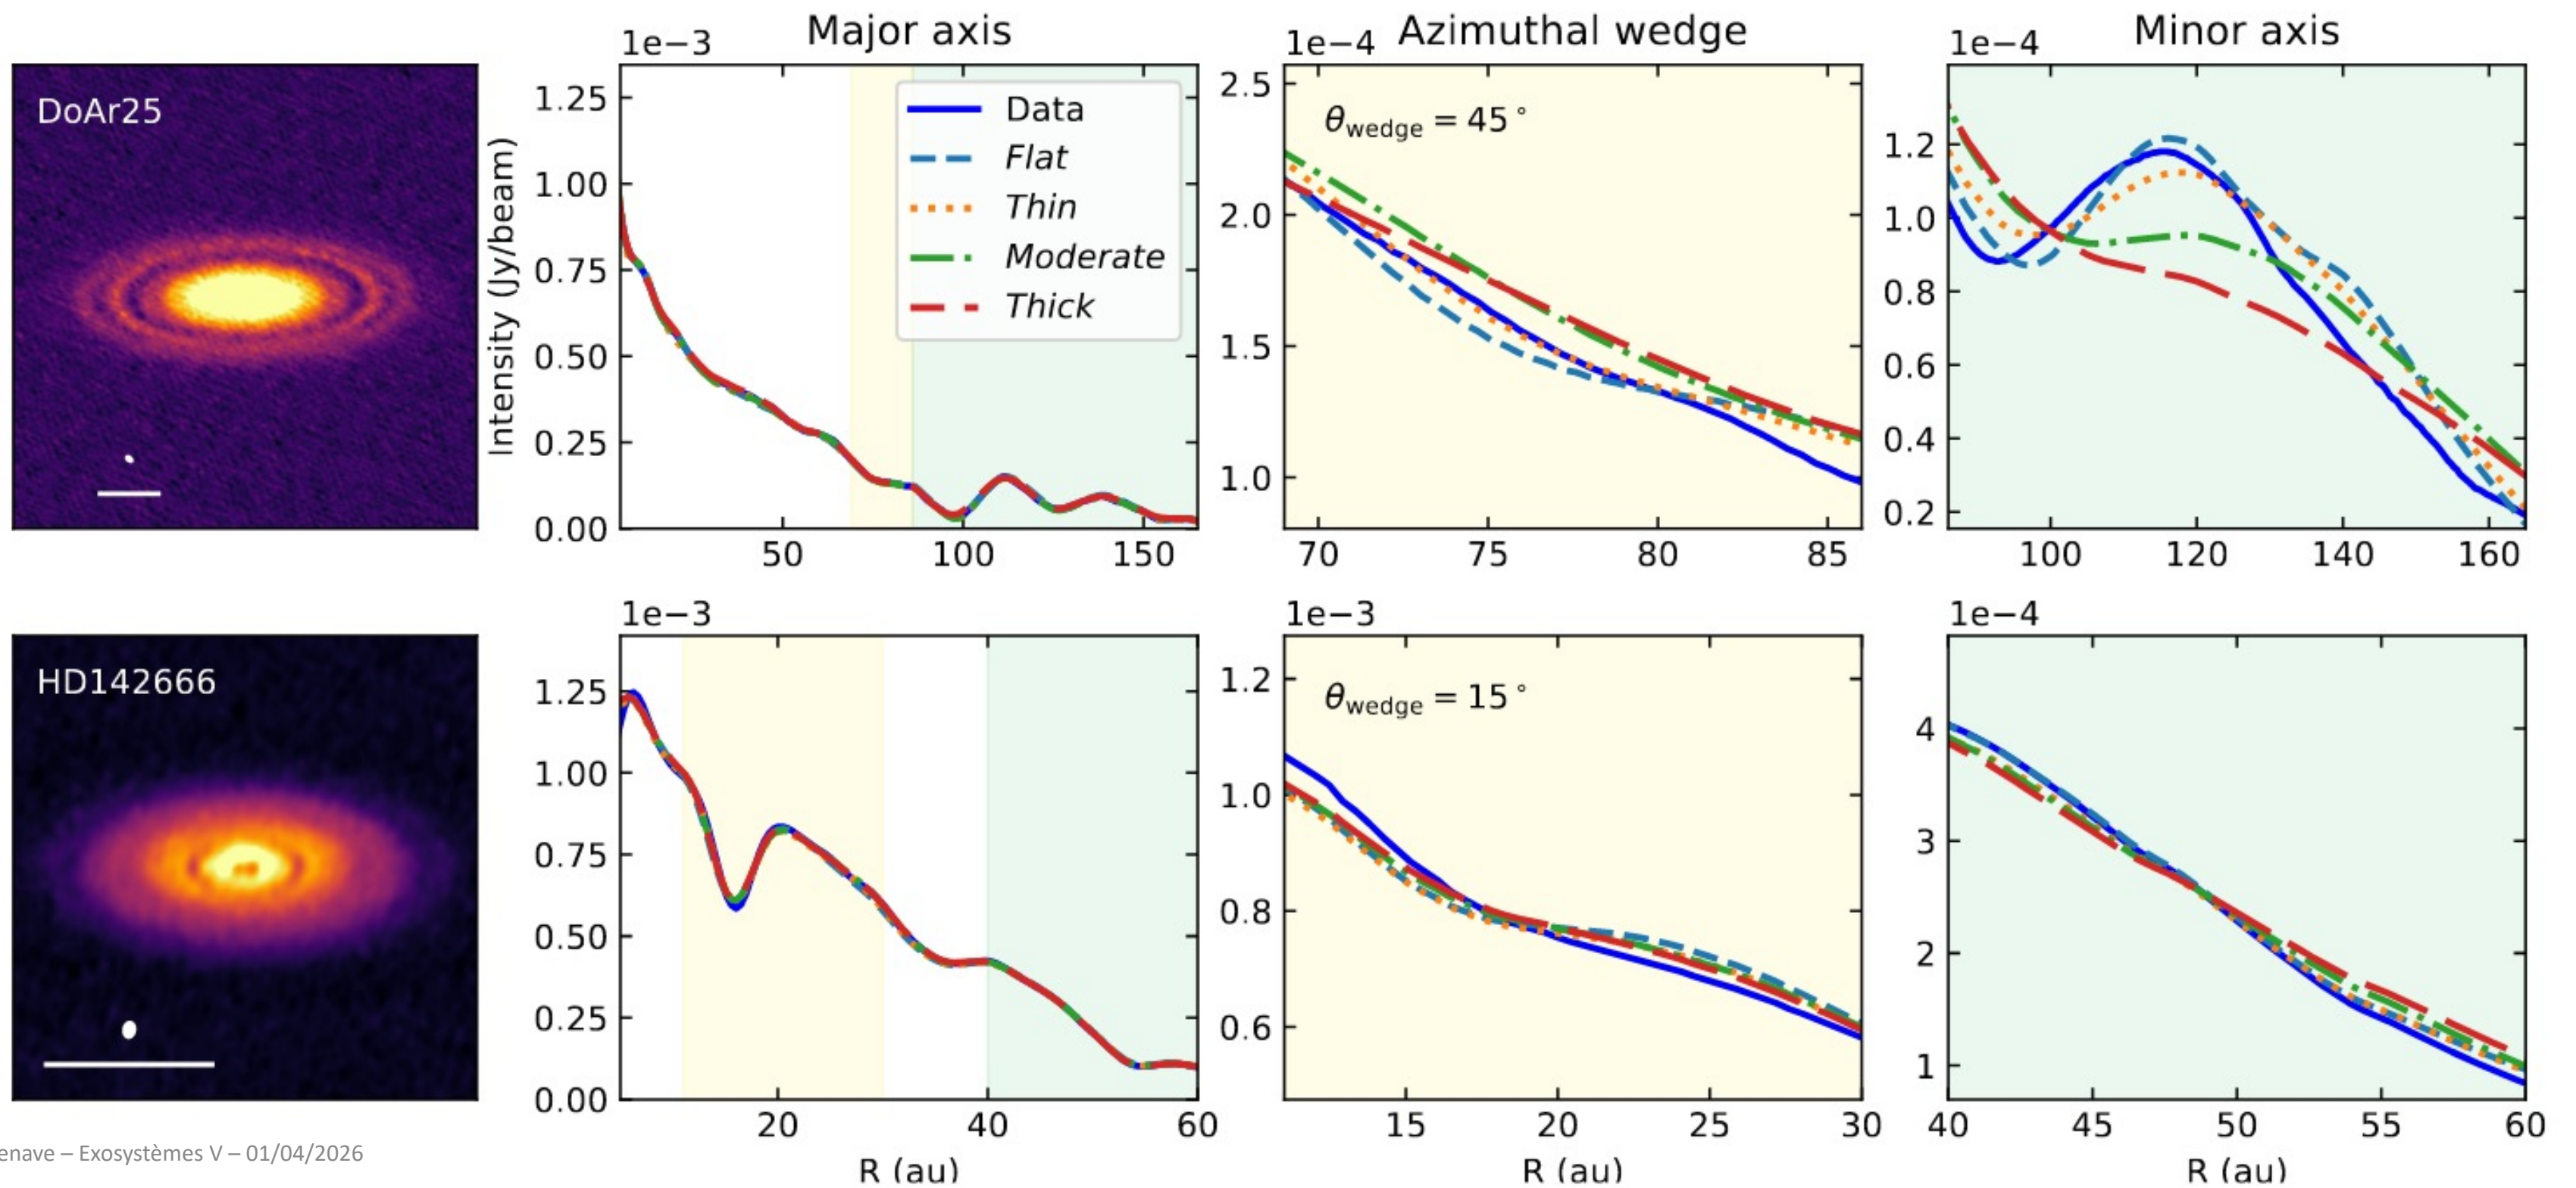 Major axis
Azimuthal wedge
Minor axis
DoAr25
Intensity (Jy/beam)
1e−3
1.25
1.00
0.75
0.50
0.25
0.00
50
100
150
Data
Flat
Thin
Moderate
Thick
1e−4
2.5
2.0
1.5
1.0
θwedge = 45°
70
75
80
85
1e−4
1.2
1.0
0.8
0.6
0.4
0.2
100
120
140
160
HD142666
1e−3
1.25
1.00
0.75
0.50
0.25
0.00
20
40
60
R (au)
1e−3
1.2
1.0
0.8
0.6
θwedge = 15°
15
20
25
30
R (au)
1e−4
4
3
2
1
40
45
50
55
60
R (au)
enave – Exosystèmes V – 01/04/2026